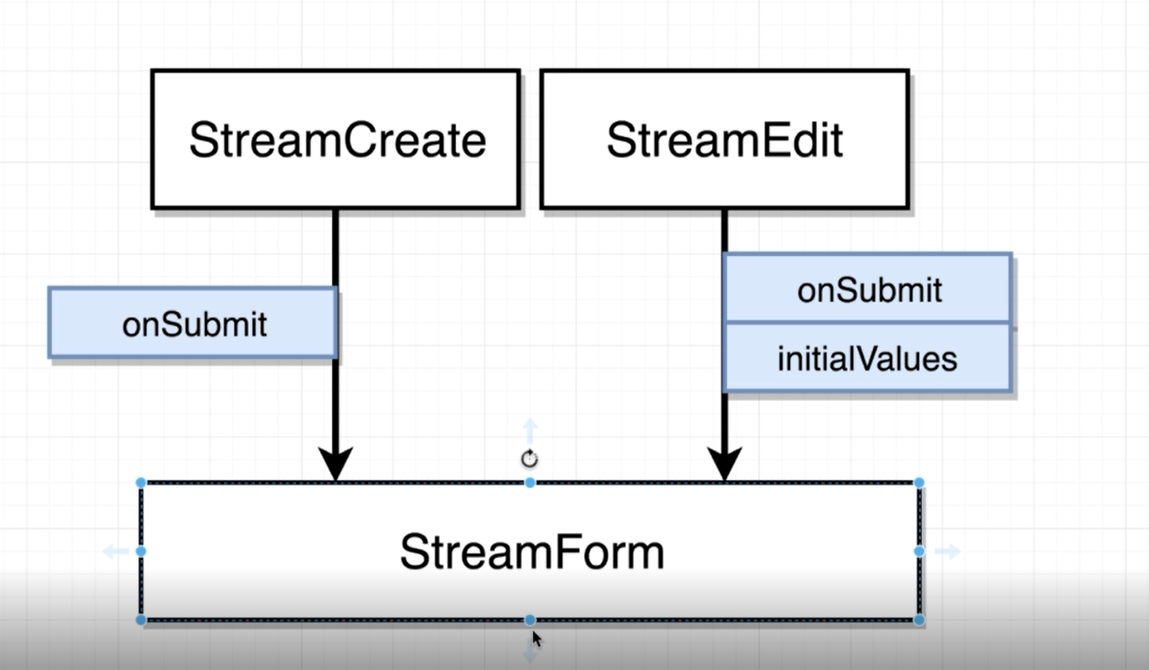 StreamCreate
StreamEdit
onSubmit
onSubmit
initialValues
StreamForm